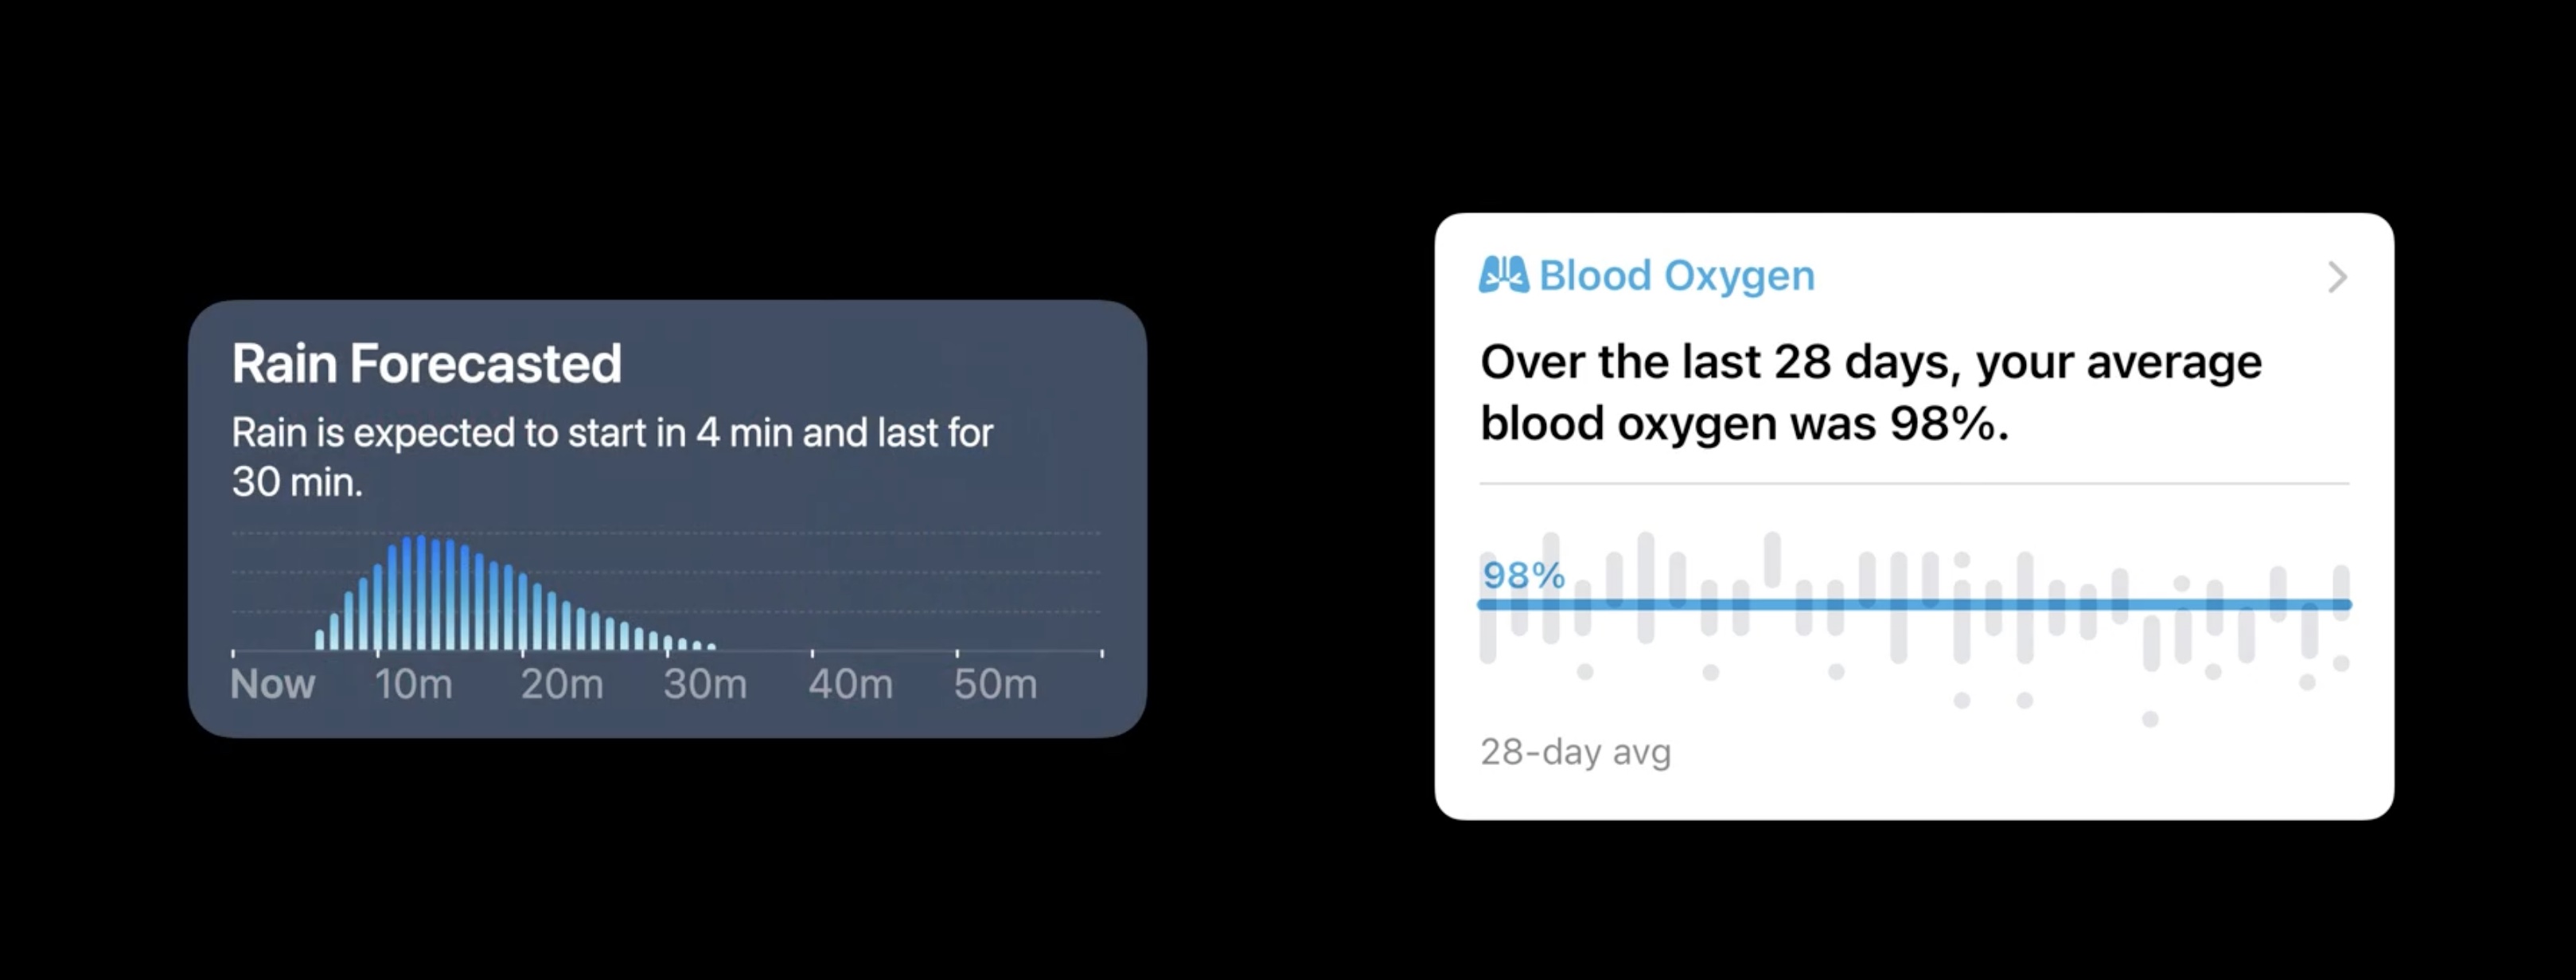 Rain Forecasted
Rain is expected to start in 4 min and last for
30 min.
Now 10m 20m 30m 40m 50m
Blood Oxygen
Over the last 28 days, your average
blood oxygen was 98%.
98%
28-day avg